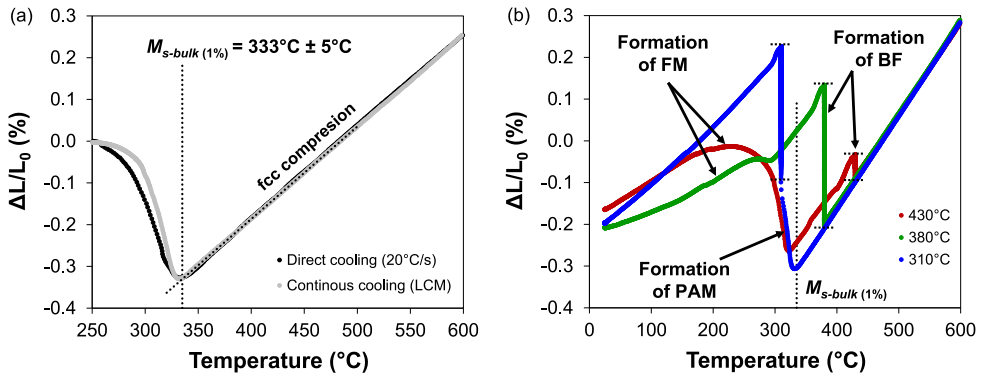 (a)
M s-bulk (1%) = 333°C ± 5°C
fcc compresion
Direct cooling (20°C/s)
Continous cooling (LCM)
ΔL/L0 (%)
0.3
0.2
0.1
0.0
−0.1
−0.2
−0.3
−0.4
250 300 350 400 450 500 550 600
Temperature (°C)
(b)
Formation
of FM
Formation
of BF
Formation
of PAM
M s-bulk (1%)
430°C
380°C
310°C
ΔL/L0 (%)
0.3
0.2
0.1
0.0
−0.1
−0.2
−0.3
−0.4
0 100 200 300 400 500 600
Temperature (°C)